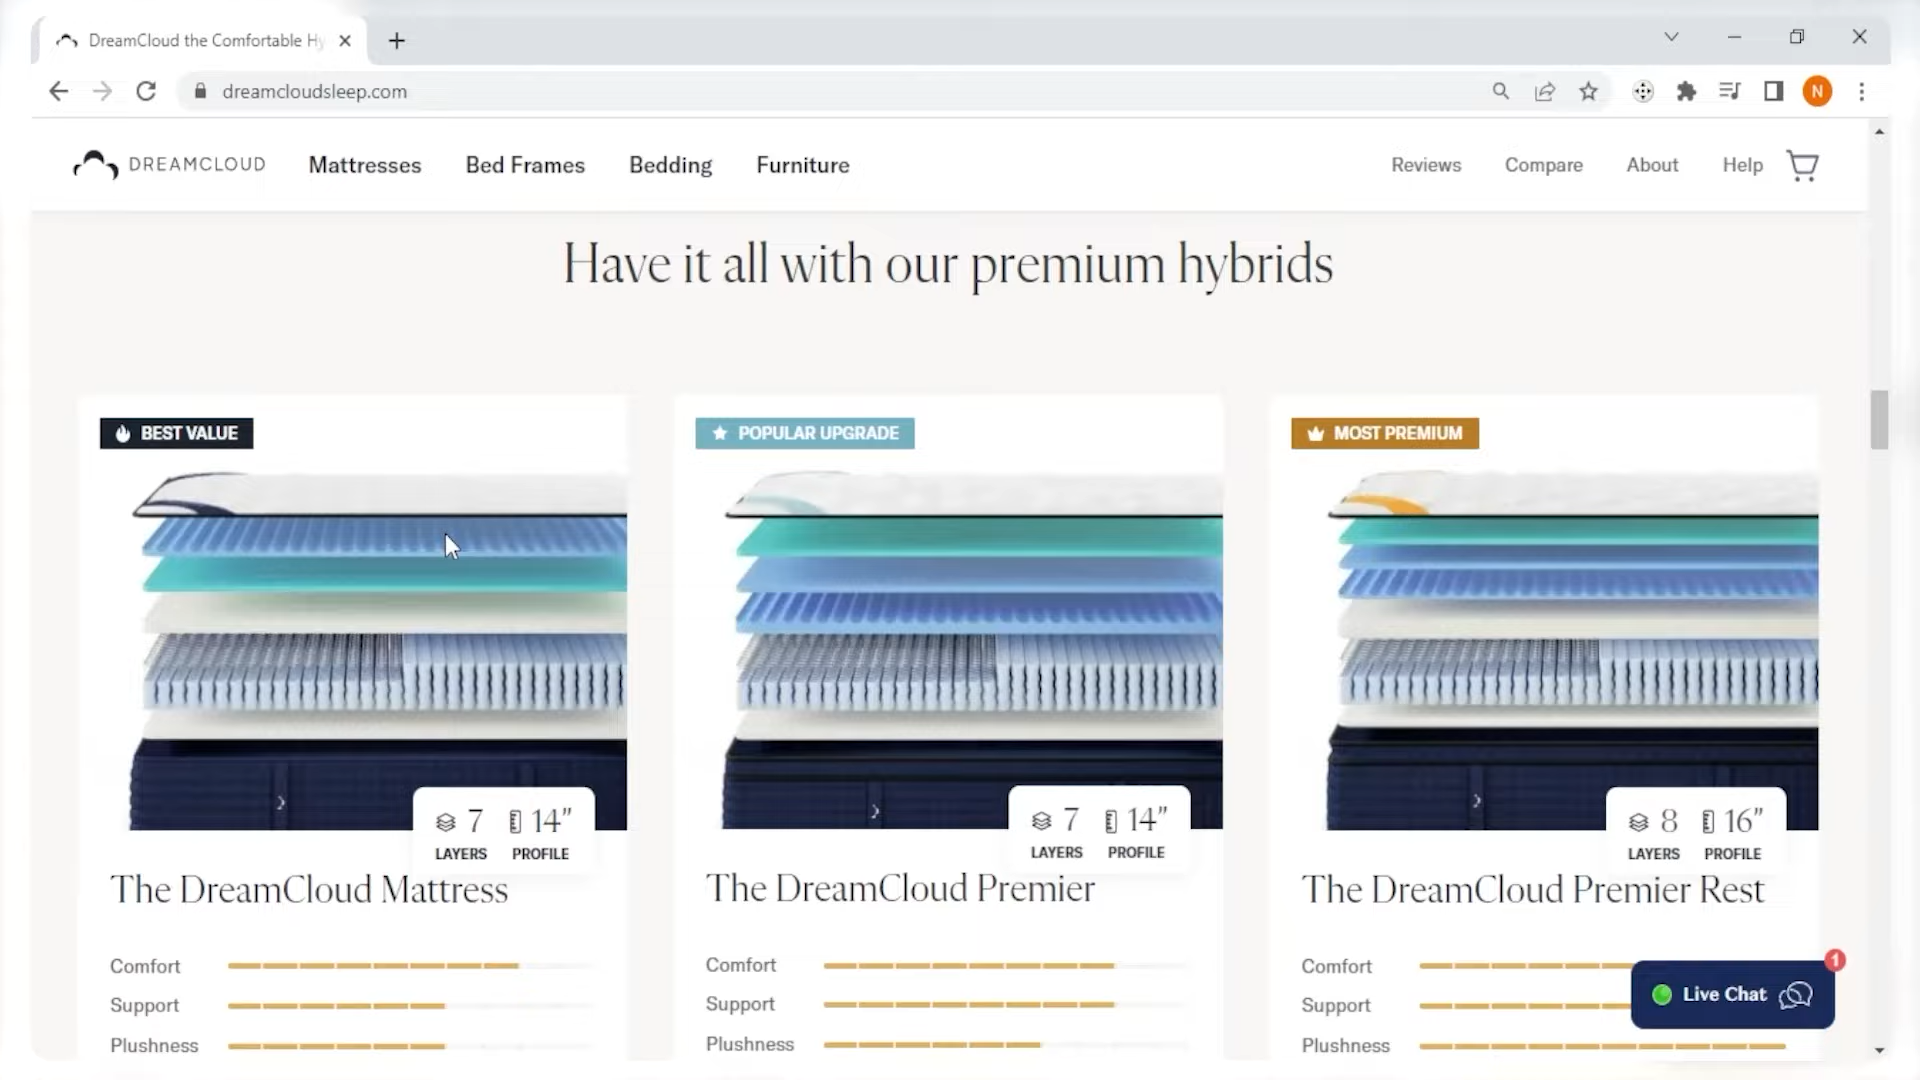 DreamCloud the Comfortable Hy
dreamcloudsleep.com
N
DREAMCLOUD
Mattresses
Bed Frames
Bedding
Furniture
Reviews
Compare
About
Help
Have it all with our premium hybrids
BEST VALUE
7 14”
LAYERS PROFILE
The DreamCloud Mattress
Comfort
Support
Plushness
POPULAR UPGRADE
7 14”
LAYERS PROFILE
The DreamCloud Premier
Comfort
Support
Plushness
MOST PREMIUM
8 16”
LAYERS PROFILE
The DreamCloud Premier Rest
Comfort
Support
Plushness
1
Live Chat